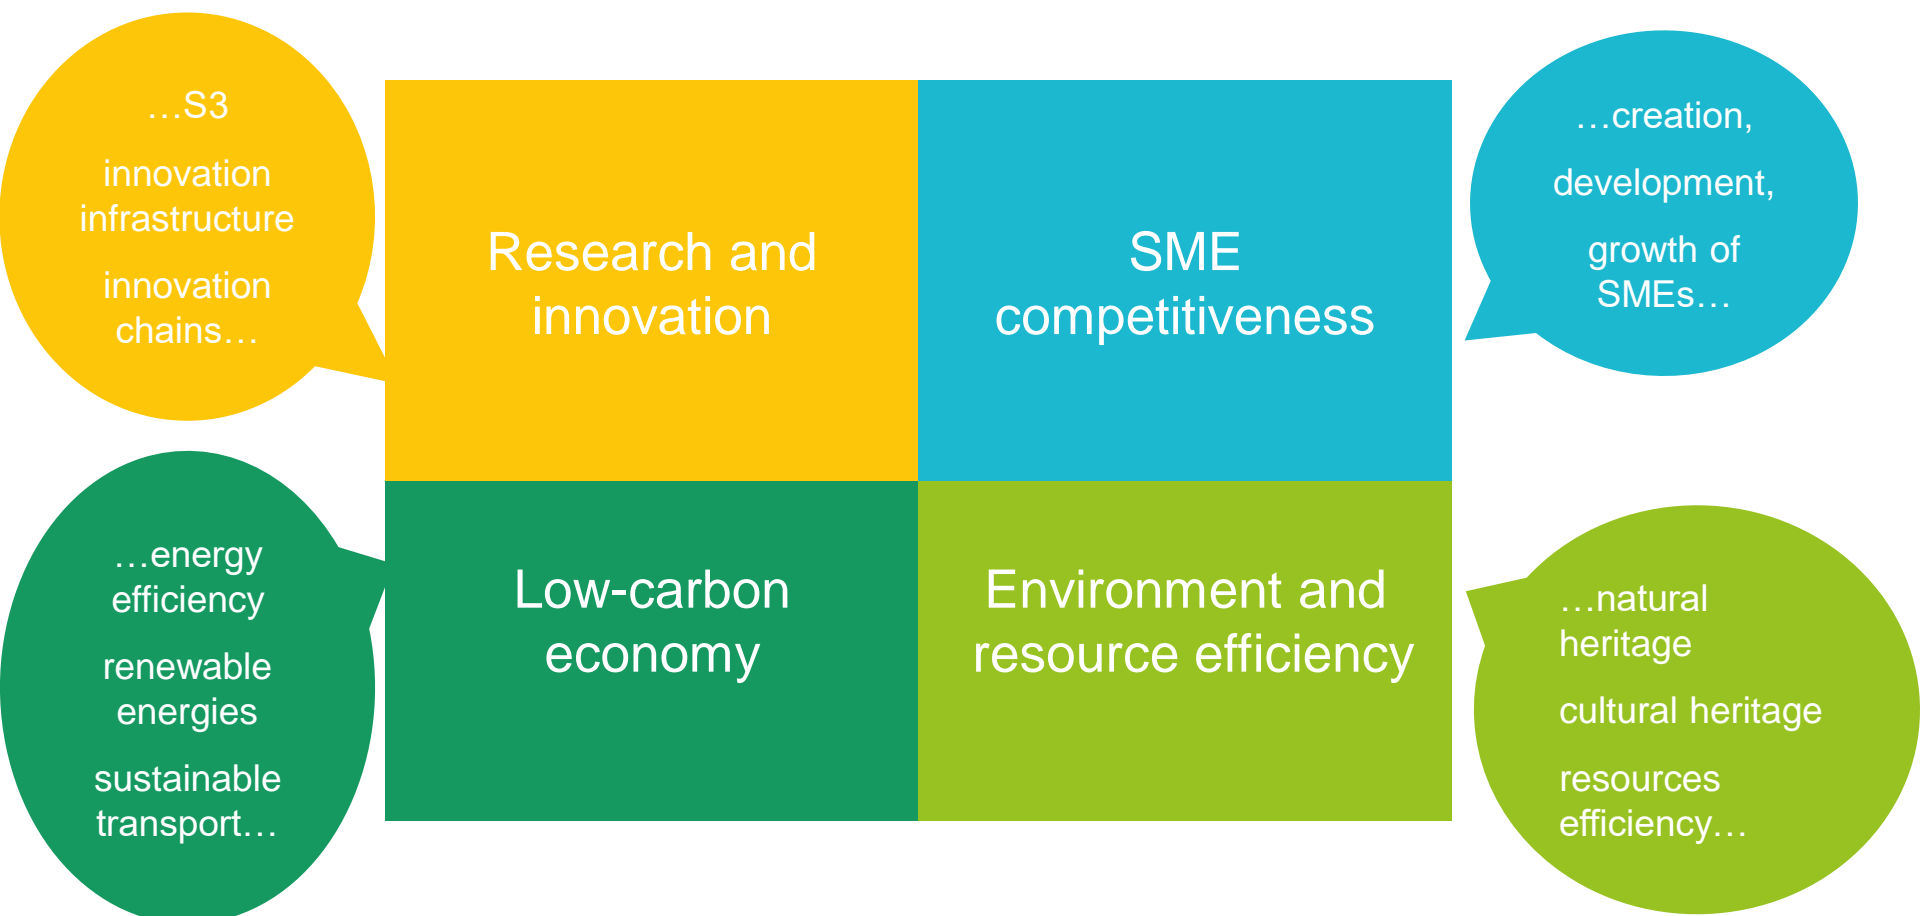 …S3
innovation
infrastructure
innovation
chains…
Research and
innovation
SME
competitiveness
…creation,
development,
growth of
SMEs…
…energy
efficiency
renewable
energies
sustainable
transport…
Low-carbon
economy
Environment and
resource efficiency
…natural
heritage
cultural heritage
resources
efficiency…